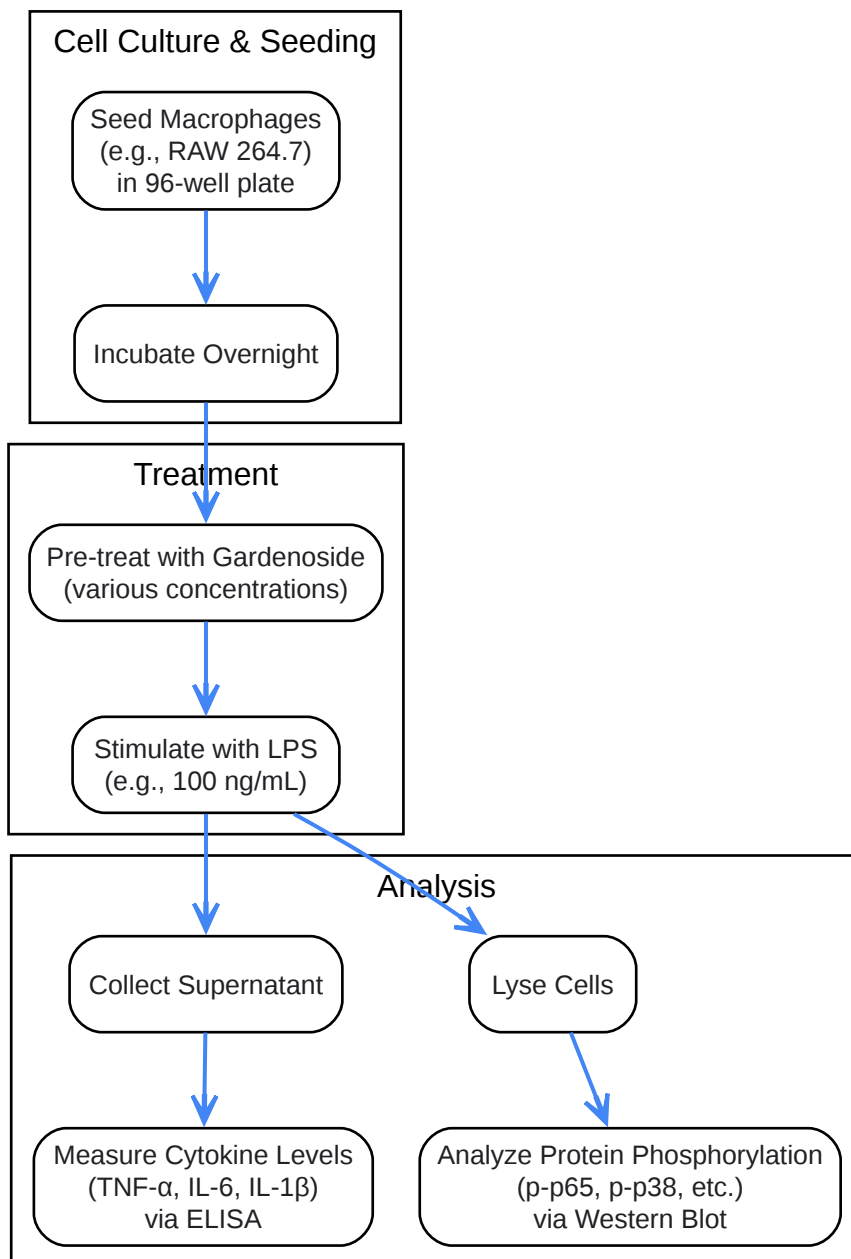 Cell Culture & Seeding
Seed Macrophages
(e.g., RAW 264.7)
in 96-well plate
Incubate Overnight
Treatment
Pre-treat with Gardenoside
(various concentrations)
Stimulate with LPS
(e.g., 100 ng/mL)
Analysis
Collect Supernatant
Lyse Cells
Measure Cytokine Levels
(TNF-α, IL-6, IL-1β)
via ELISA
Analyze Protein Phosphorylation
(p-p65, p-p38, etc.)
via Western Blot